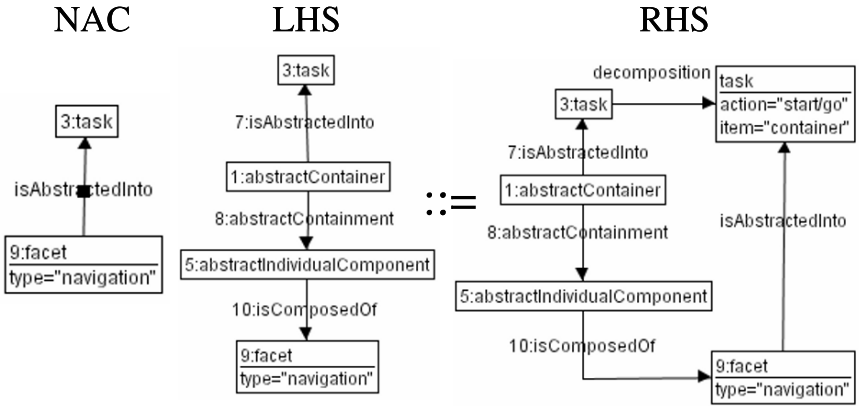 NAC
LHS
RHS
3:task
isAbstractedInto
9:facet
type="navigation"
3:task
7:isAbstractedInto
1:abstractContainer
8:abstractContainment
5:abstractIndividualComponent
10:isComposedOf
9:facet
type="navigation"
::=
decomposition
3:task
task
action="start/go"
item="container"
7:isAbstractedInto
1:abstractContainer
isAbstractedInto
8:abstractContainment
5:abstractIndividualComponent
10:isComposedOf
9:facet
type="navigation"